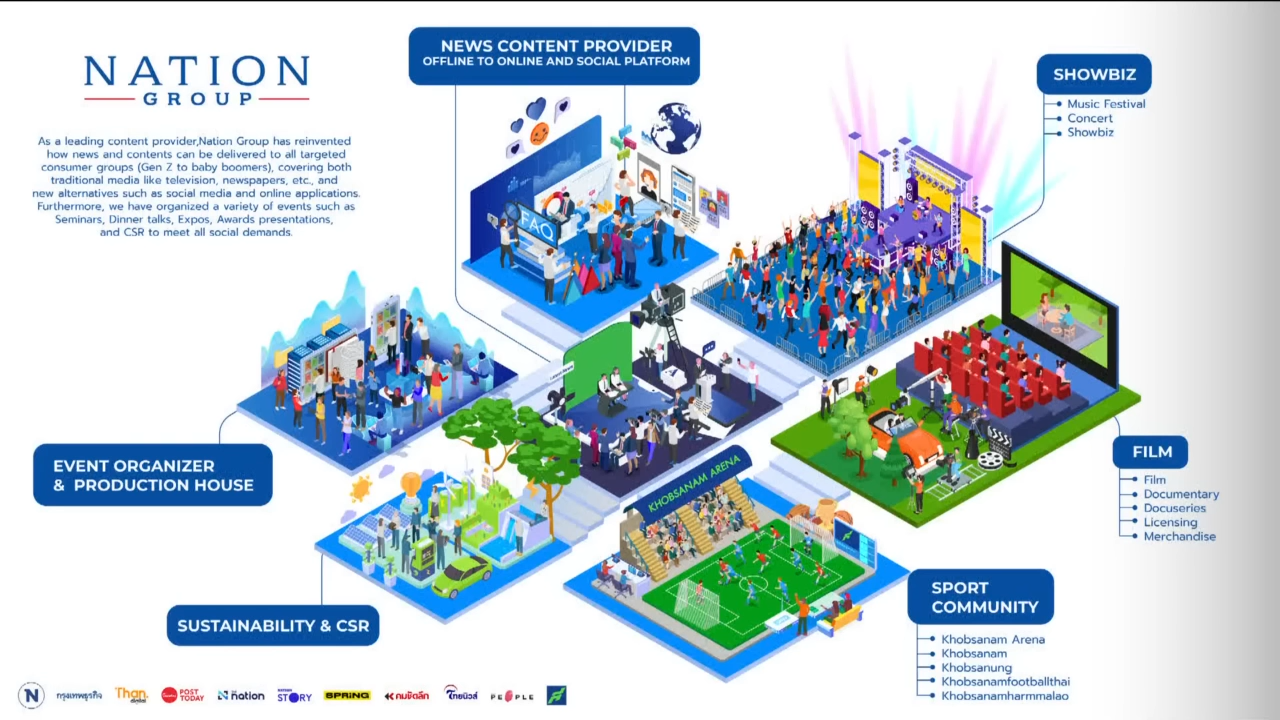 NATION
GROUP
As a leading content provider,Nation Group has reinvented
how news and contents can be delivered to all targeted
consumer groups (Gen Z to baby boomers), covering both
traditional media like television, newspapers, etc., and
new alternatives such as social media and online applications.
Furthermore, we have organized a variety of events such as
Seminars, Dinner talks, Expos, Awards presentations,
and CSR to meet all social demands.
NEWS CONTENT PROVIDER
OFFLINE TO ONLINE AND SOCIAL PLATFORM
SHOWBIZ
Music Festival
Concert
Showbiz
FAQ
EVENT ORGANIZER
& PRODUCTION HOUSE
FILM
Film
Documentary
Docuseries
Licensing
Merchandise
KHOBSANAM ARENA
SUSTAINABILITY & CSR
SPORT
COMMUNITY
Khobsanam Arena
Khobsanam
Khobsanung
Khobsanamfootballthai
Khobsanamharmmalao
N
กรุงเทพธุรกิจ
Than
POST
TODAY
N nation
STORY
SPRiNG
คมชัดลึก
ไทยนิวส์
PEOPLE